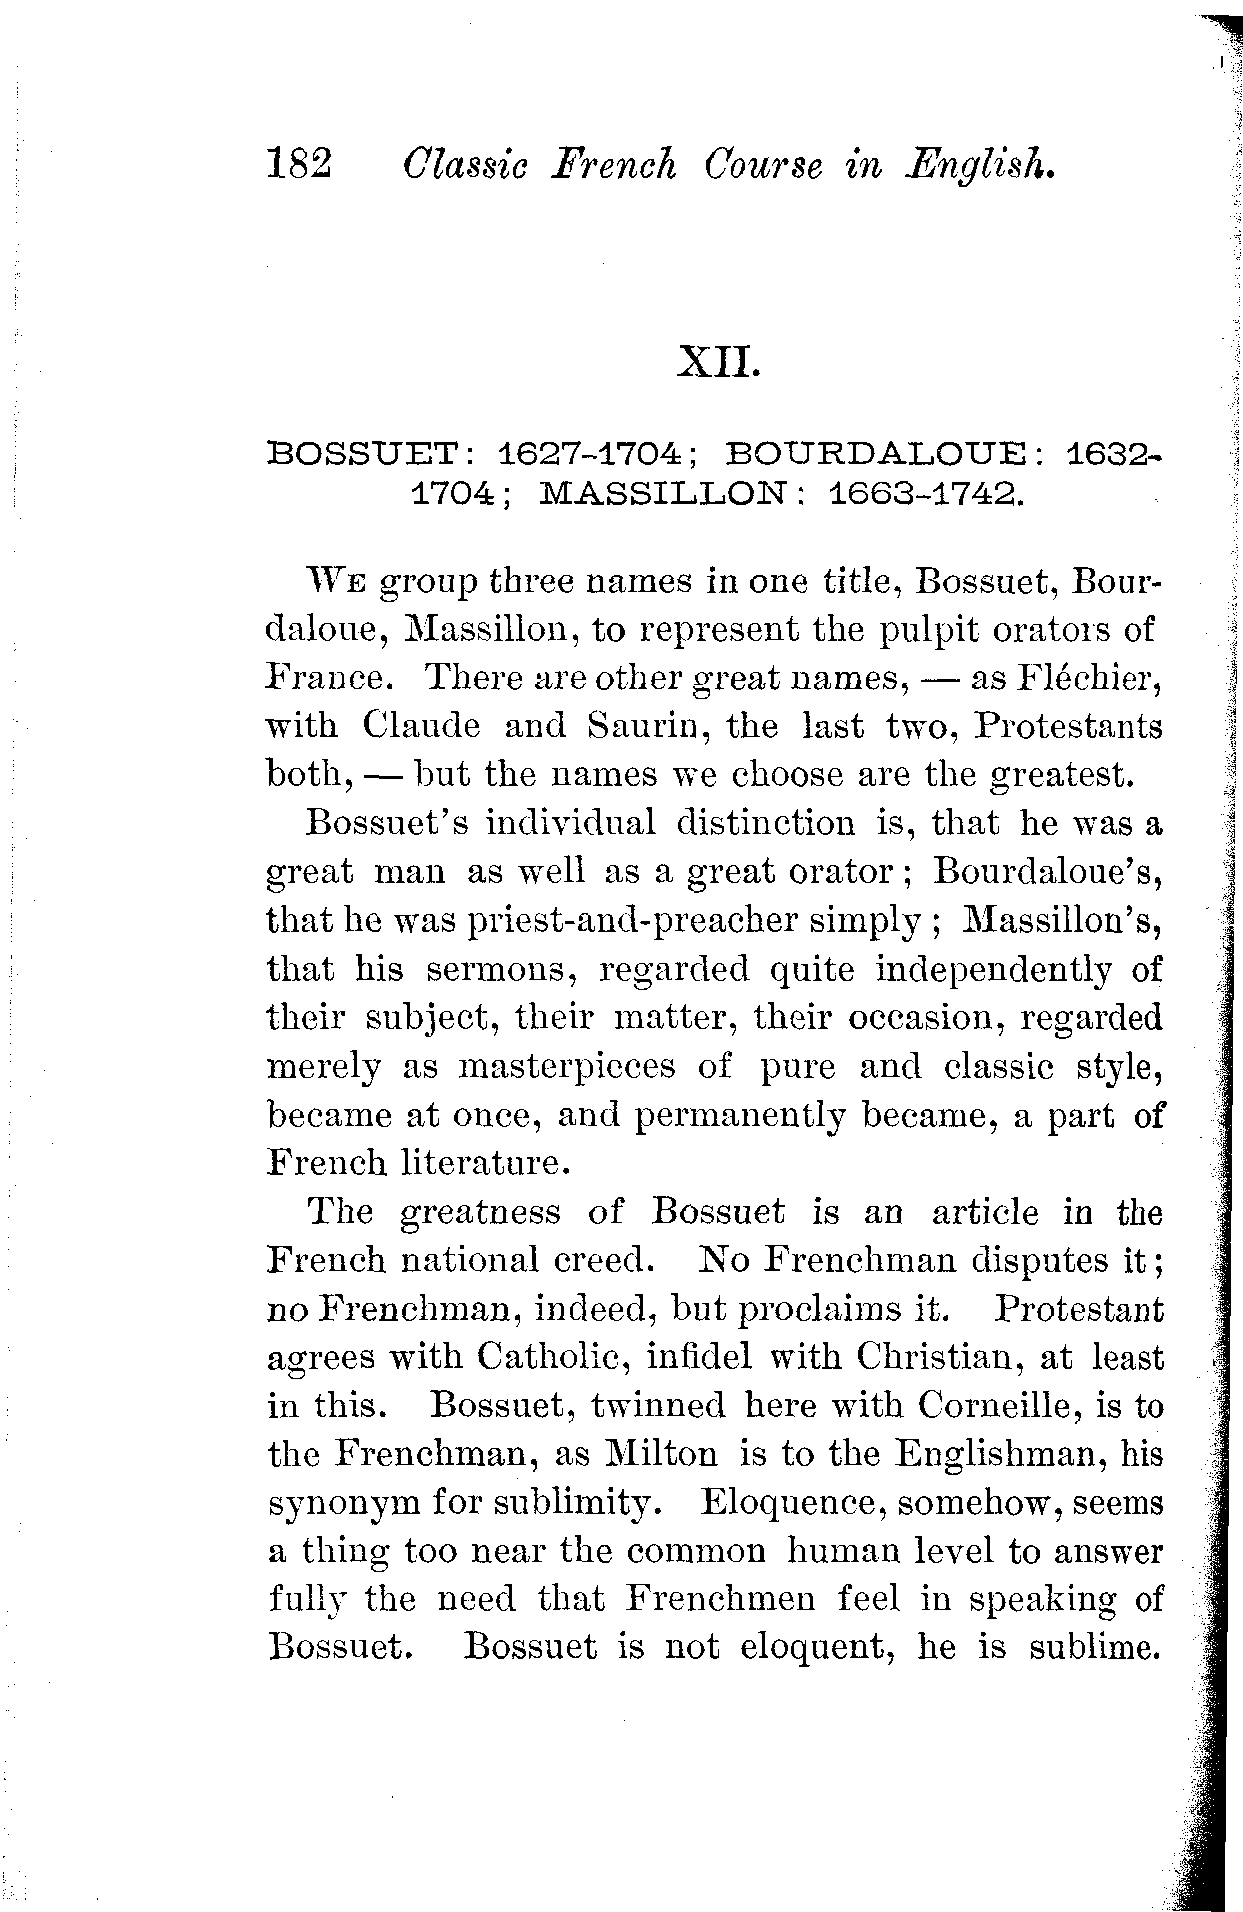 182 Classic French Course in English.
XII.
BOSSUET: 1627-1704; BOURDALOUE: 1632-
1704; MASSILLON: 1663-1742.
WE group three names in one title, Bossuet, Bour-
daloue, Massillon, to represent the pulpit orators of
France. There are other great names, — as Fléchier,
with Claude and Saurin, the last two, Protestants
both, — but the names we choose are the greatest.
Bossuet's individual distinction is, that he was a
great man as well as a great orator; Bourdaloue's,
that he was priest-and-preacher simply; Massillon's,
that his sermons, regarded quite independently of
their subject, their matter, their occasion, regarded
merely as masterpieces of pure and classic style,
became at once, and permanently became, a part of
French literature.
The greatness of Bossuet is an article in the
French national creed. No Frenchman disputes it;
no Frenchman, indeed, but proclaims it. Protestant
agrees with Catholic, infidel with Christian, at least
in this. Bossuet, twinned here with Corneille, is to
the Frenchman, as Milton is to the Englishman, his
synonym for sublimity. Eloquence, somehow, seems
a thing too near the common human level to answer
fully the need that Frenchmen feel in speaking of
Bossuet. Bossuet is not eloquent, he is sublime.